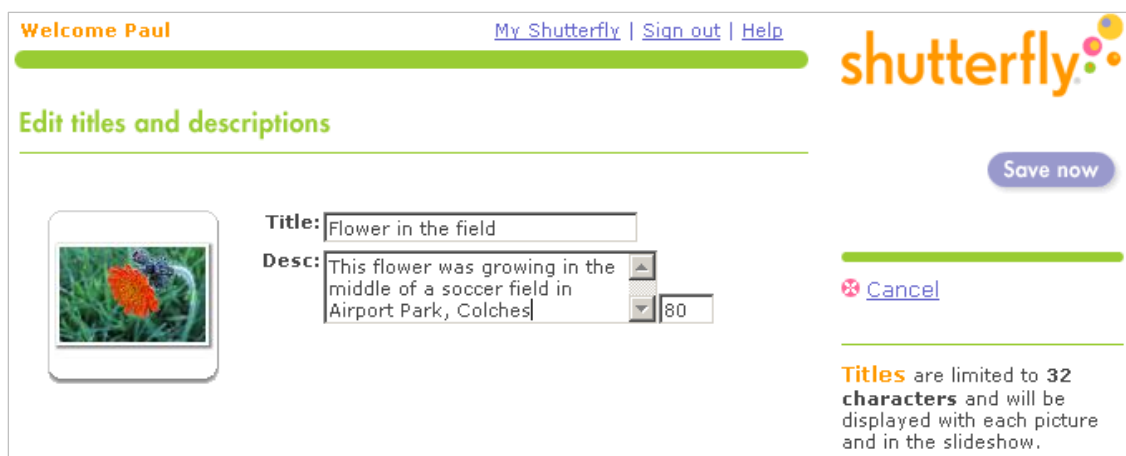 Welcome Paul
My Shutterfly | Sign out | Help
shutterfly
Edit titles and descriptions
Save now
Title: Flower in the field
Desc: This flower was growing in the
middle of a soccer field in
Airport Park, Colches
80
Cancel
Titles are limited to 32
characters and will be
displayed with each picture
and in the slideshow.